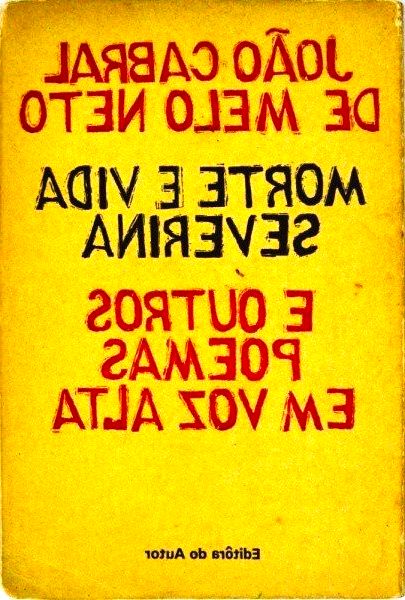 JOÃO CABRAL
DE MELO NETO
MORTE E VIDA
SEVERINA
E OUTROS
POEMAS
EM VOZ ALTA
Editôra do Autor